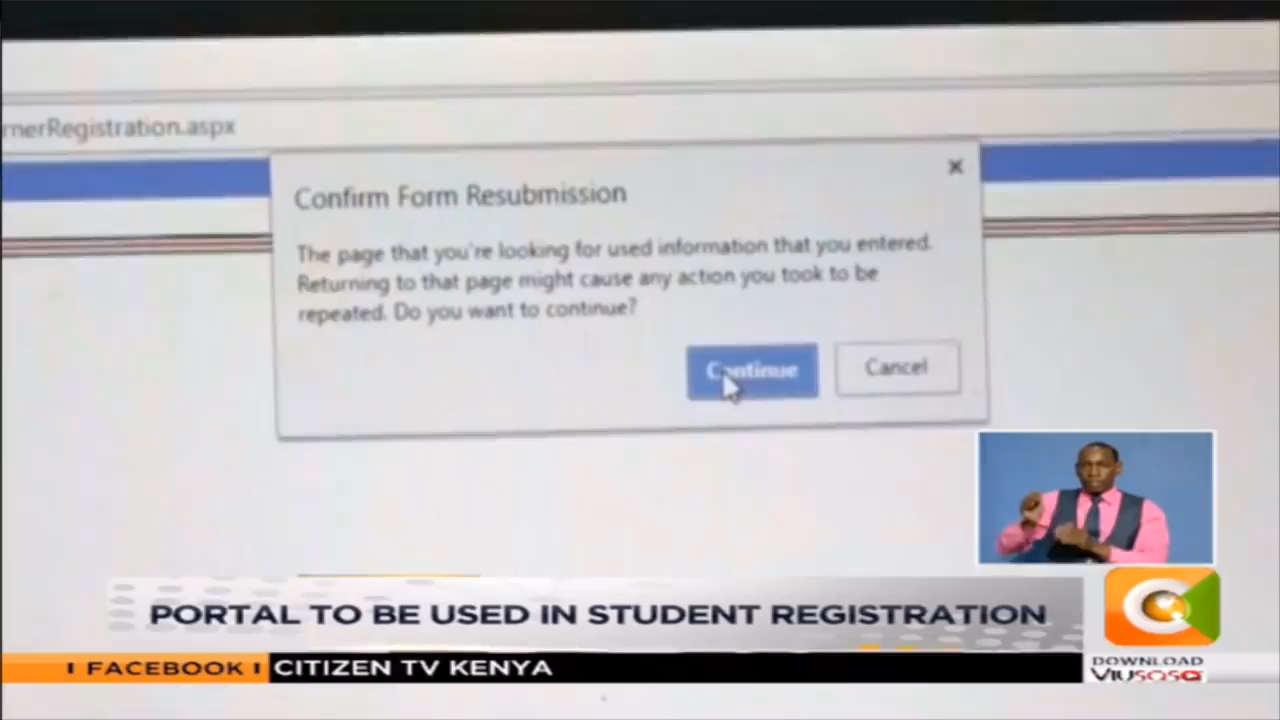 rnerRegistration.aspx
Confirm Form Resubmission
The page that you're looking for used information that you entered.
Returning to that page might cause any action you took to be
repeated. Do you want to continue?
Continue
Cancel
PORTAL TO BE USED IN STUDENT REGISTRATION
FACEBOOK
CITIZEN TV KENYA
DOWNLOAD
VIUSASA